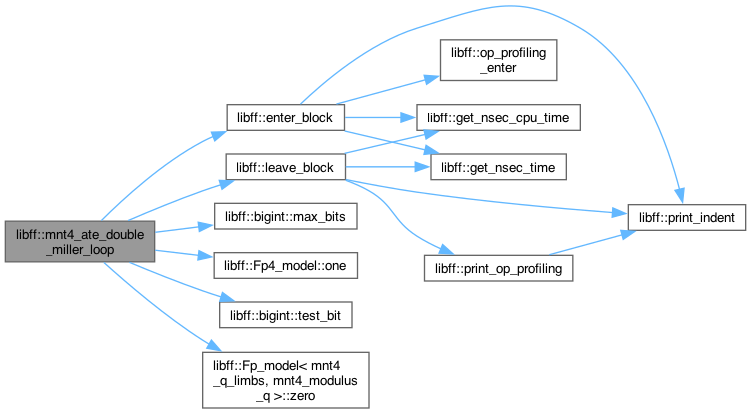 libff::mnt4_ate_double
_miller_loop
libff::enter_block
libff::leave_block
libff::bigint::max_bits
libff::Fp4_model::one
libff::bigint::test_bit
libff::Fp_model< mnt4
_q_limbs, mnt4_modulus
_q >::zero
libff::op_profiling
_enter
libff::get_nsec_cpu_time
libff::get_nsec_time
libff::print_op_profiling
libff::print_indent